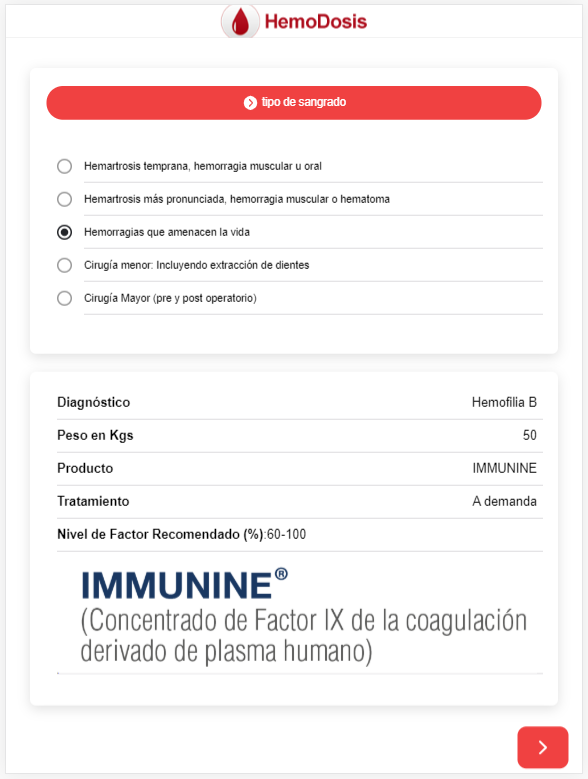 HemoDosis
tipo de sangrado
Hemartrosis temprana, hemorragia muscular u oral
Hemartrosis más pronunciada, hemorragia muscular o hematoma
Hemorragias que amenacen la vida
Cirugía menor: Incluyendo extracción de dientes
Cirugía Mayor (pre y post operatorio)
Diagnóstico Hemofilia B
Peso en Kgs 50
Producto IMMUNINE
Tratamiento A demanda
Nivel de Factor Recomendado (%):60-100
IMMUNINE®
(Concentrado de Factor IX de la coagulación
derivado de plasma humano)